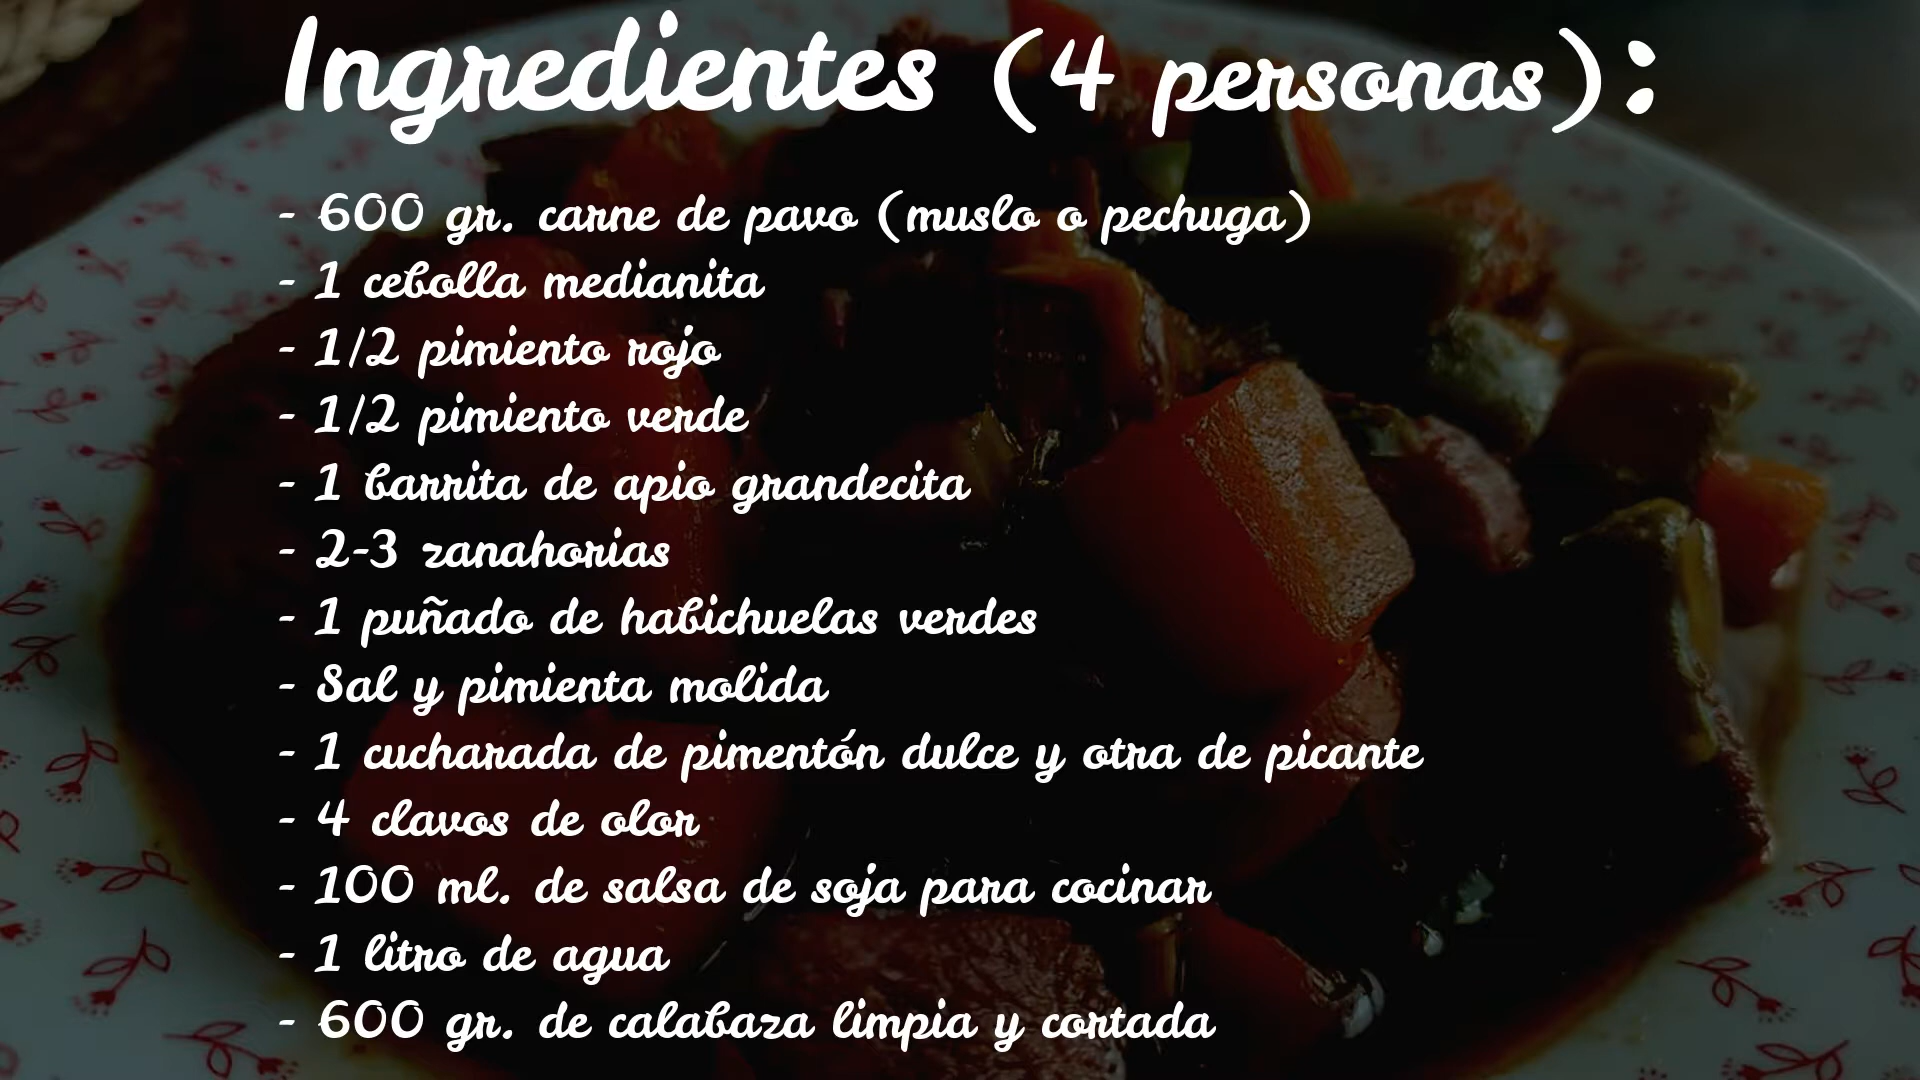 Ingredientes (4 personas):
- 600 gr. carne de pavo (muslo o pechuga)
- 1 cebolla medianita
- 1/2 pimiento rojo
- 1/2 pimiento verde
- 1 barrita de apio grandecita
- 2-3 zanahorias
- 1 puñado de habichuelas verdes
- Sal y pimienta molida
- 1 cucharada de pimentón dulce y otra de picante
- 4 clavos de olor
- 100 ml. de salsa de soja para cocinar
- 1 litro de agua
- 600 gr. de calabaza limpia y cortada